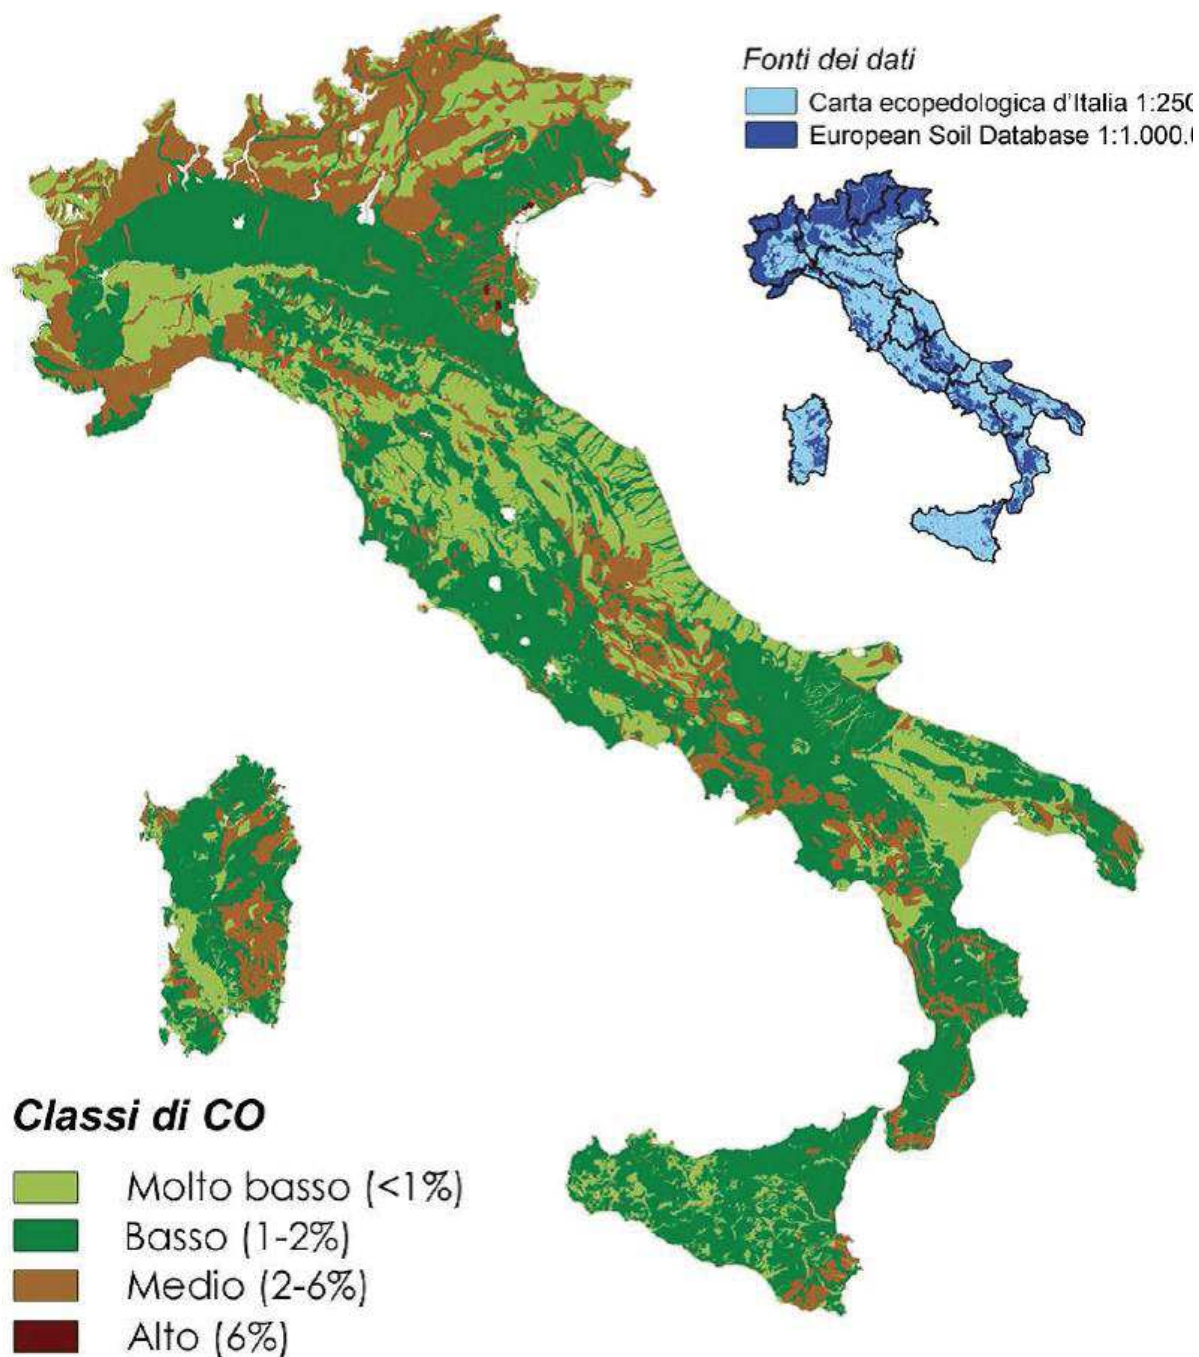 Fonti dei dati
Carta ecopedologica d'Italia 1:250
European Soil Database 1:1.000.
Classi di CO
Molto basso (<1%)
Basso (1-2%)
Medio (2-6%)
Alto (6%)